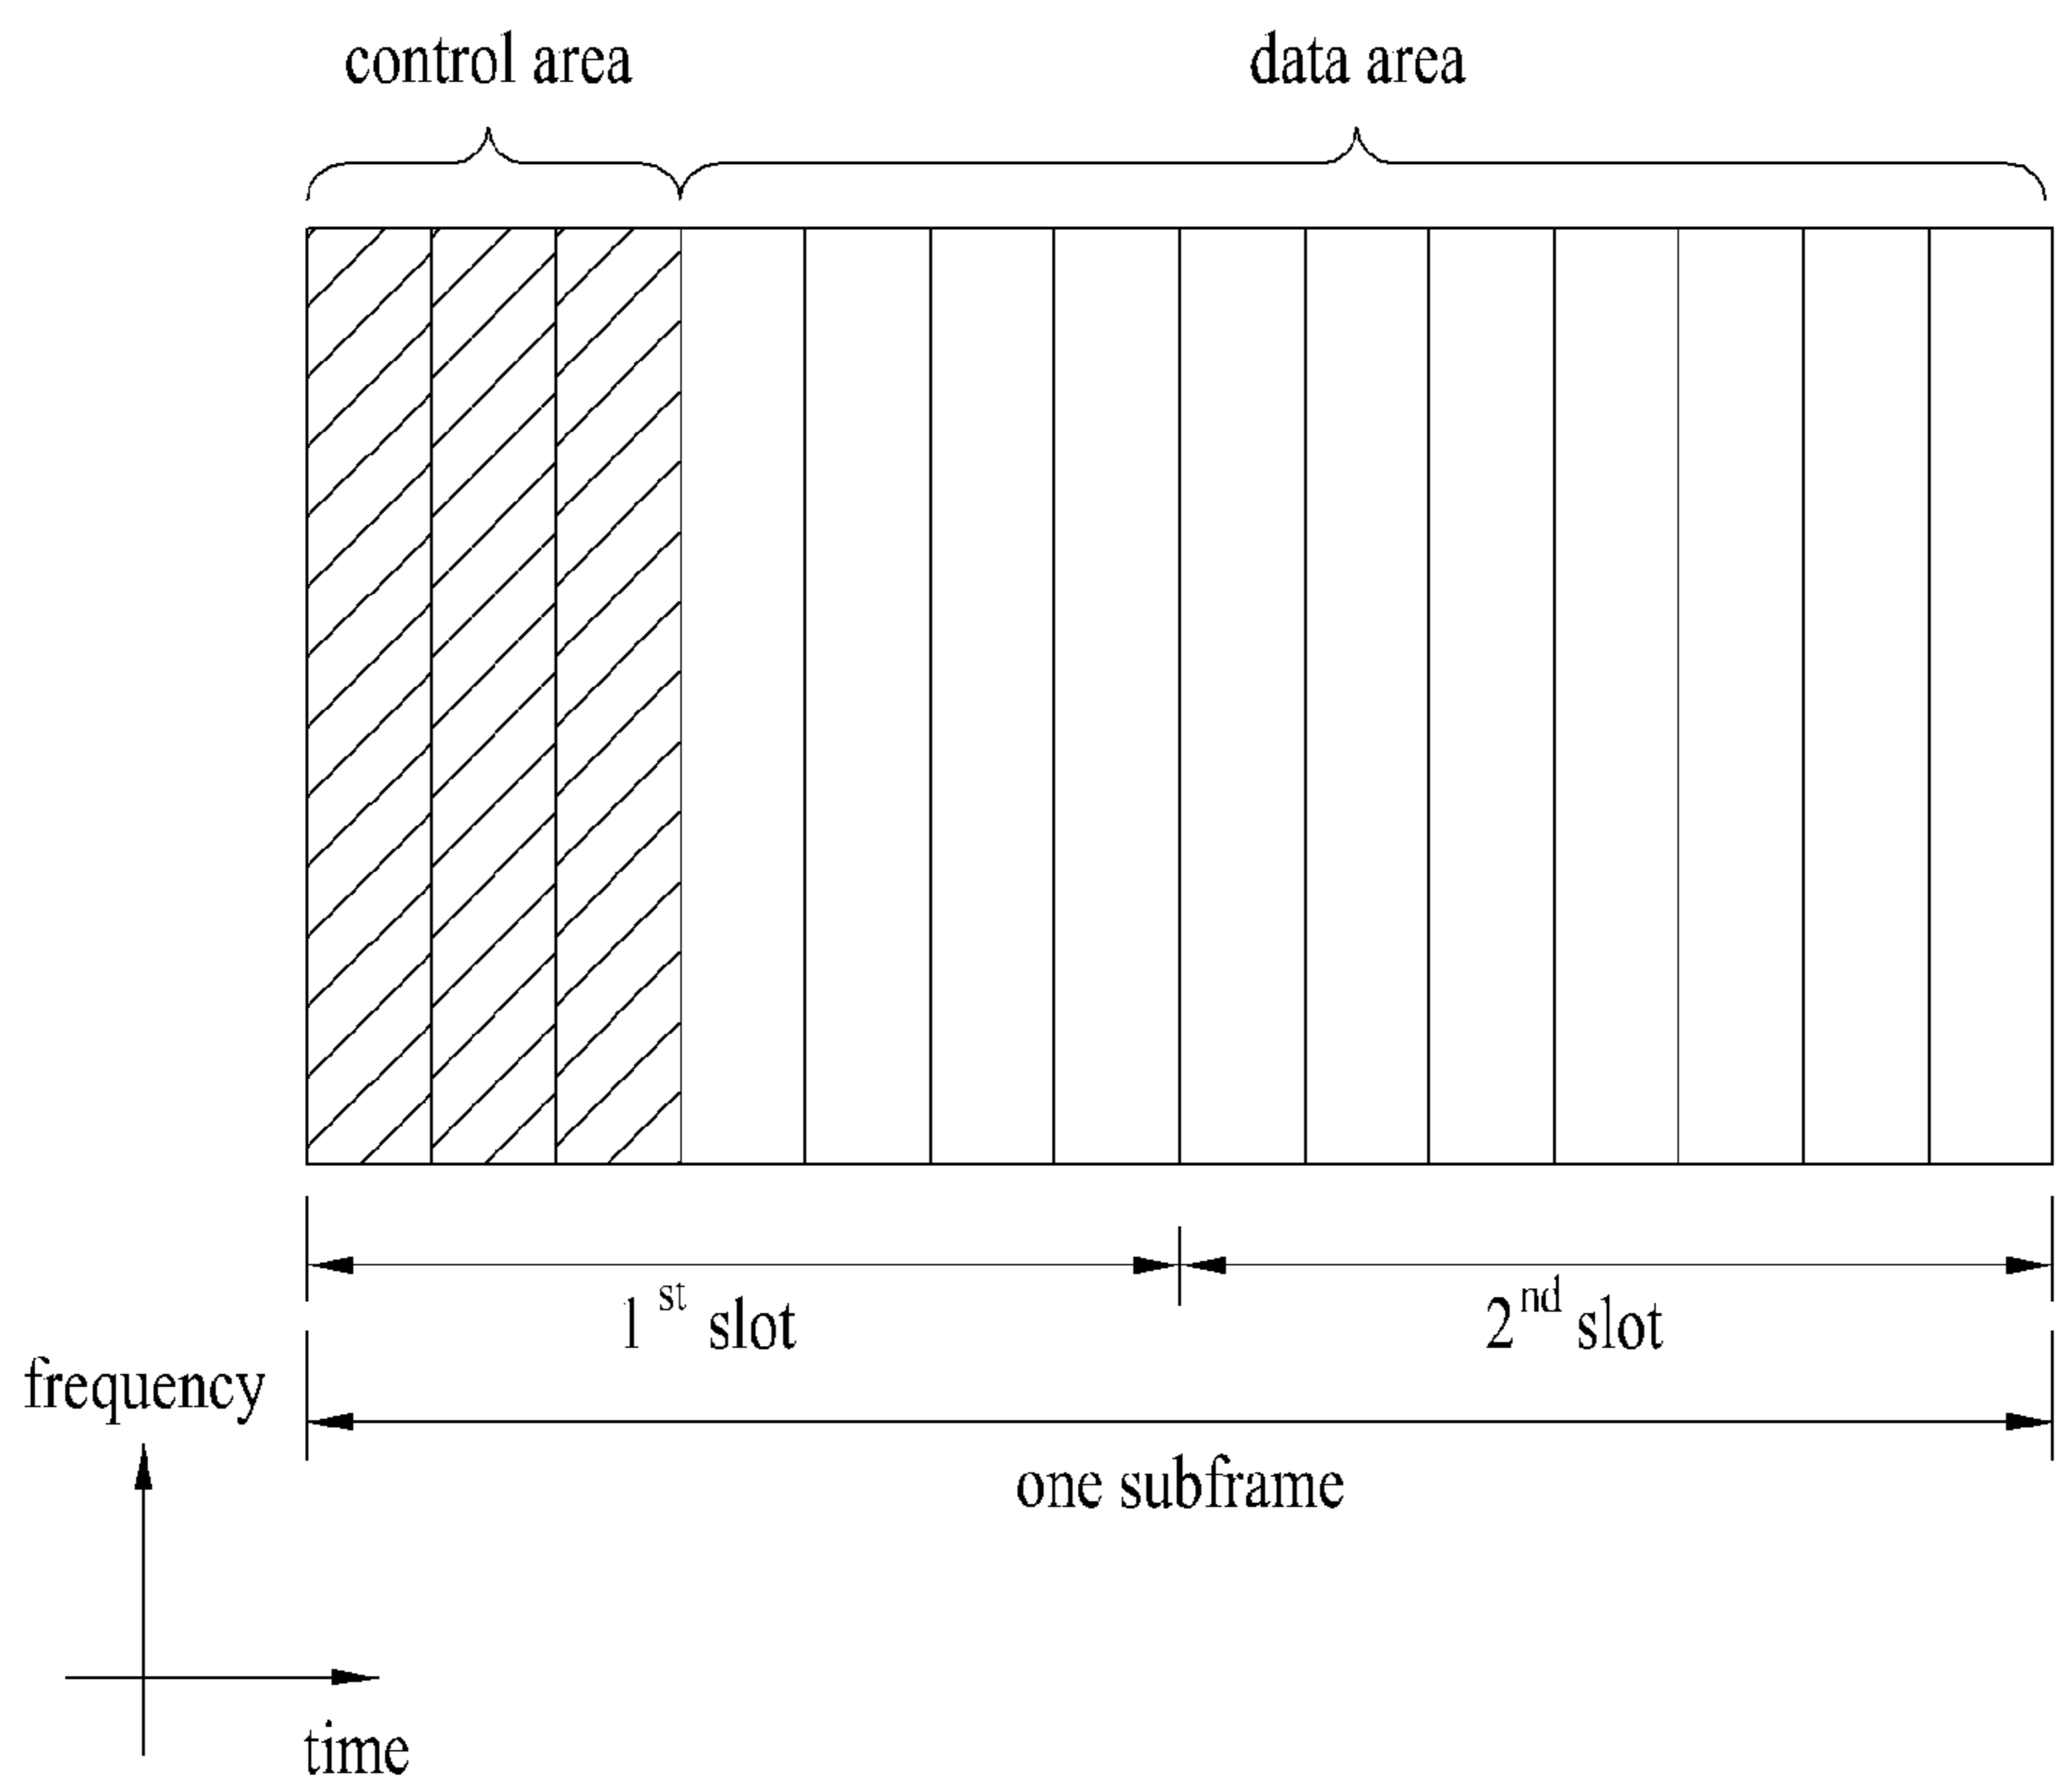 control area
data area
1st slot
2nd slot
frequency
one subframe
time